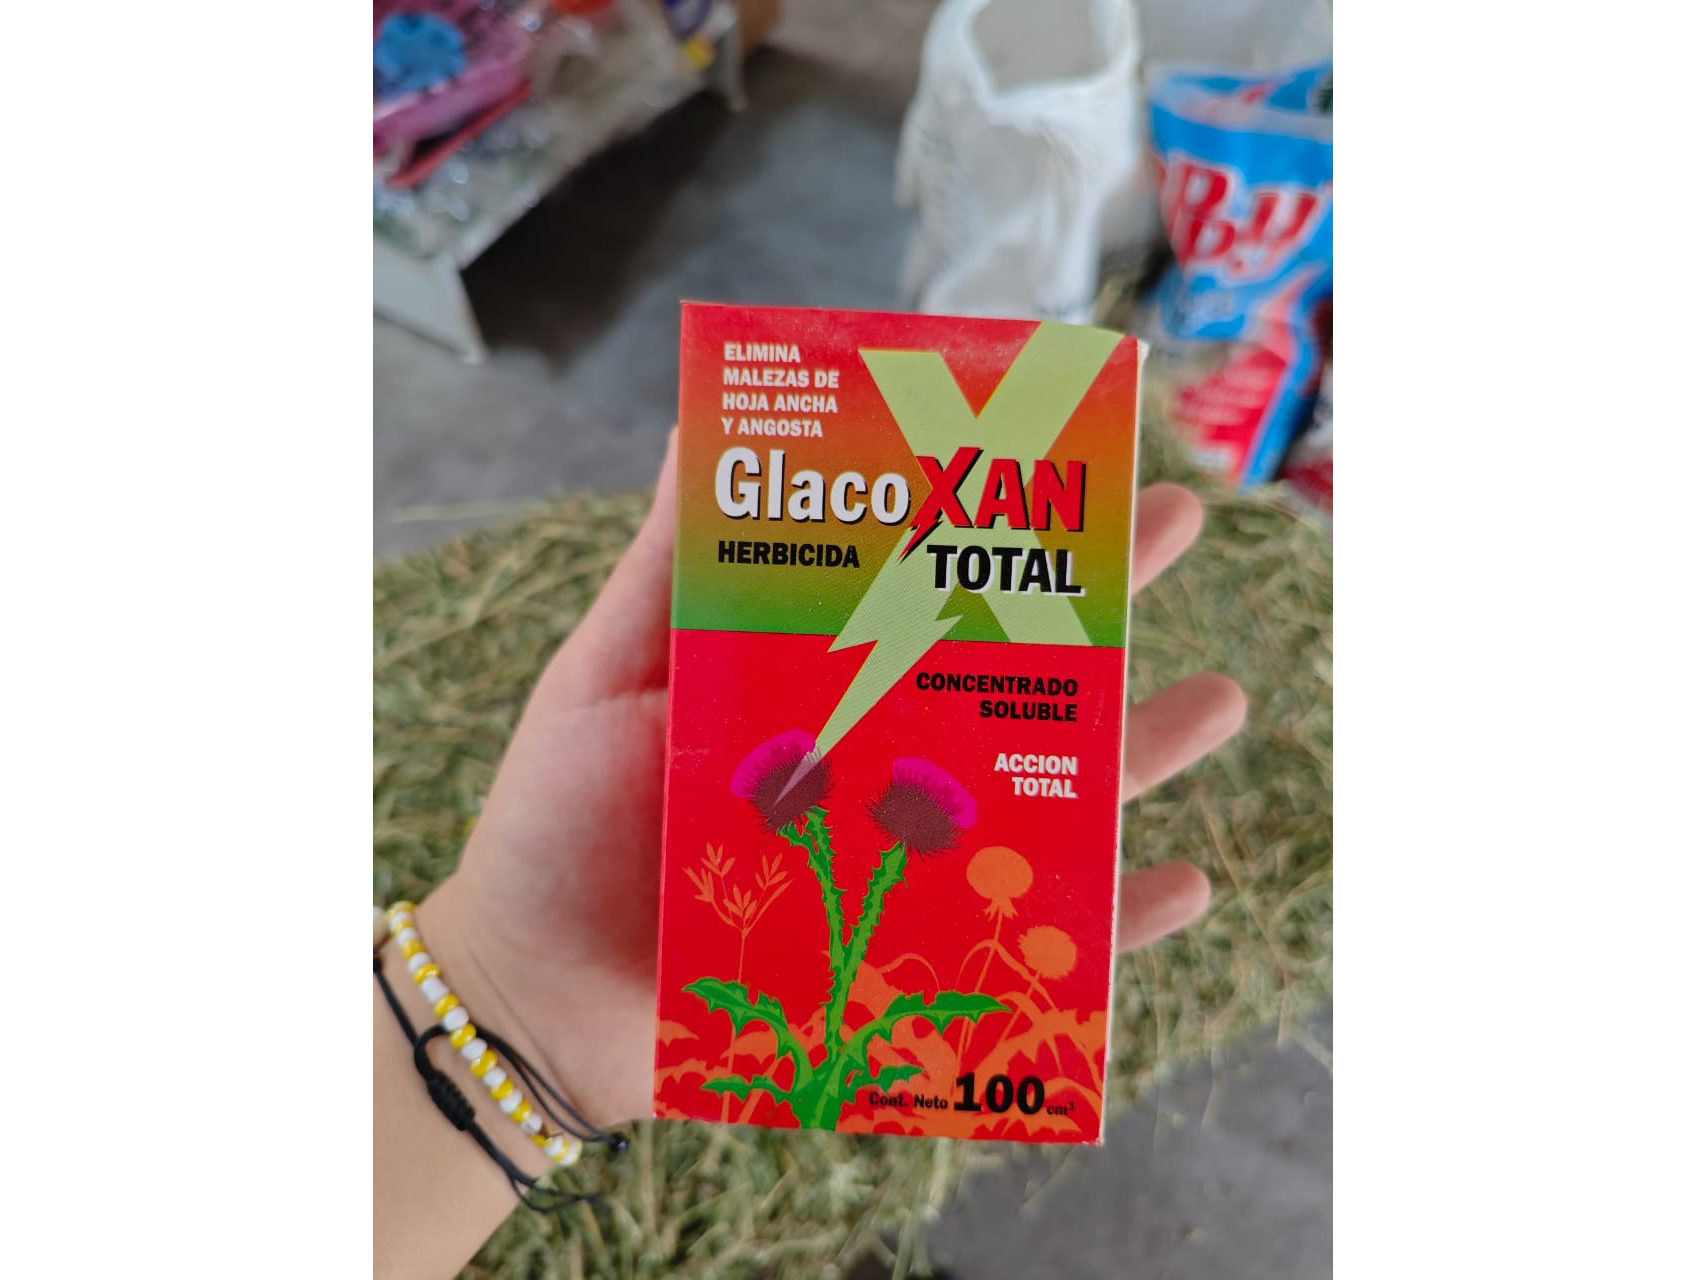 ELIMINA
MALEZAS DE
HOJA ANCHA
Y ANGOSTA
GlacoXAN
HERBICIDA TOTAL
CONCENTRADO
SOLUBLE
ACCION
TOTAL
Cont. Neto 100 cm³